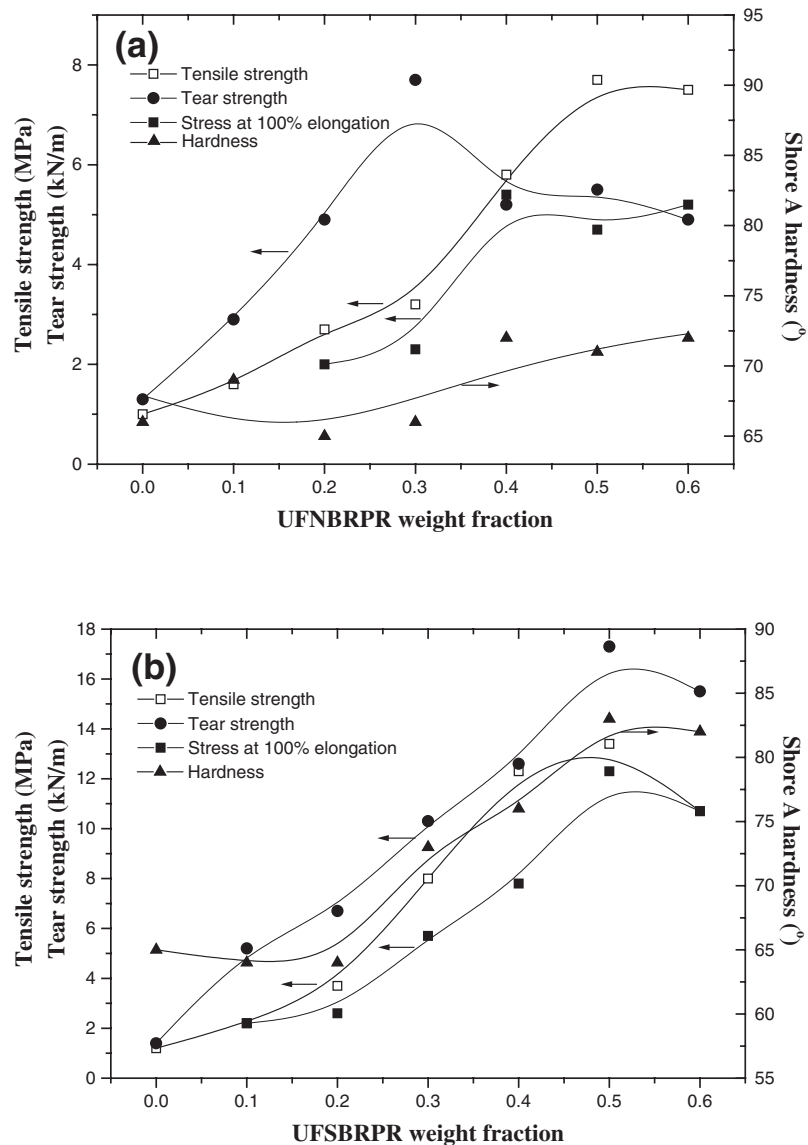 (a)
Tensile strength
Tear strength
Stress at 100% elongation
Hardness
Tensile strength (MPa)
Tear strength (kN/m)
8
6
4
2
0
95
90
85
80
75
70
65
Shore A hardness (°)
0.0 0.1 0.2 0.3 0.4 0.5 0.6
UFNBRPR weight fraction
(b)
Tensile strength
Tear strength
Stress at 100% elongation
Hardness
Tensile strength (MPa)
Tear strength (kN/m)
18
16
14
12
10
8
6
4
2
0
90
85
80
75
70
65
60
55
Shore A hardness (°)
0.0 0.1 0.2 0.3 0.4 0.5 0.6
UFSBRPR weight fraction